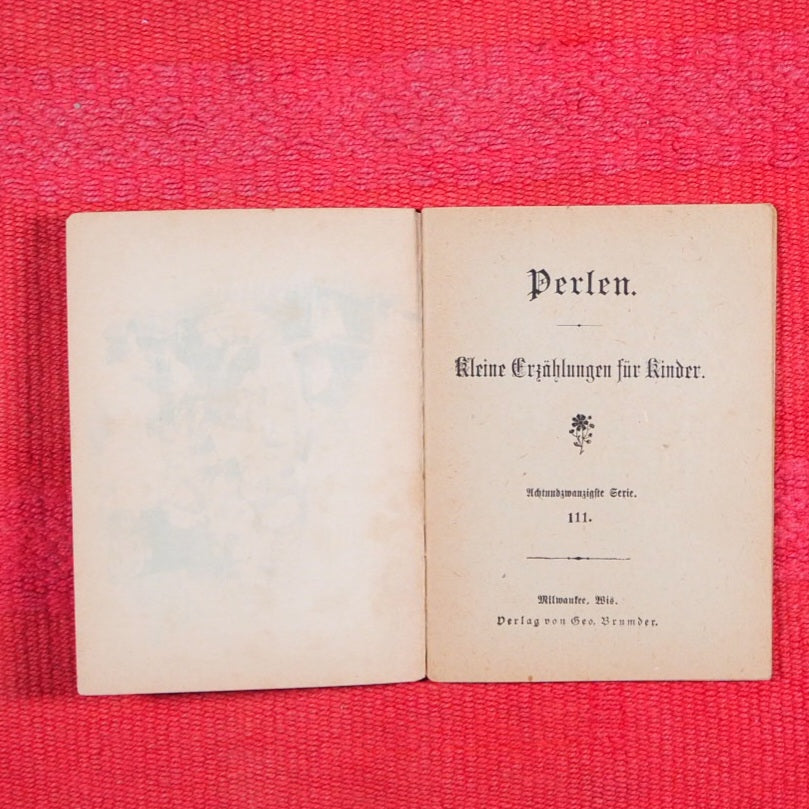 Perlen.
Kleine Erzählungen für Kinder.
Achtundzwanzigste Serie.
111.
Milwaukee, Wis.
Verlag von Geo. Brumder.